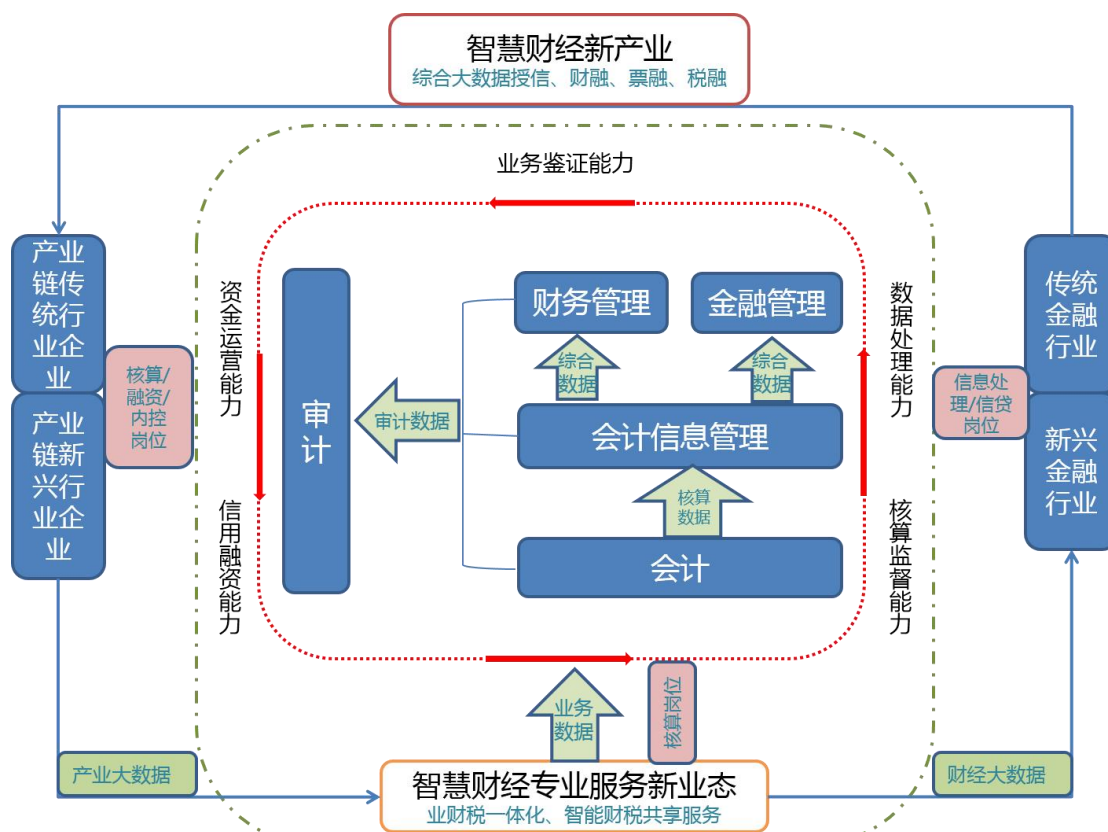 智慧财经新产业
综合大数据授信、财融、票融、税融
业务鉴证能力
产业
链传
统行
业企
业
产业
链新
兴行
业企
业
核算/
融资/
内控
岗位
资金运营能力
信用融资能力
审计
审计数据
财务管理
金融管理
综合
数据
综合
数据
会计信息管理
核算
数据
会计
数据处理能力
核算监督能力
信息处
理/信贷
岗位
传统
金融
行业
新兴
金融
行业
业务
数据
核算岗位
产业大数据
智慧财经专业服务新业态
业财税一体化、智能财税共享服务
财经大数据